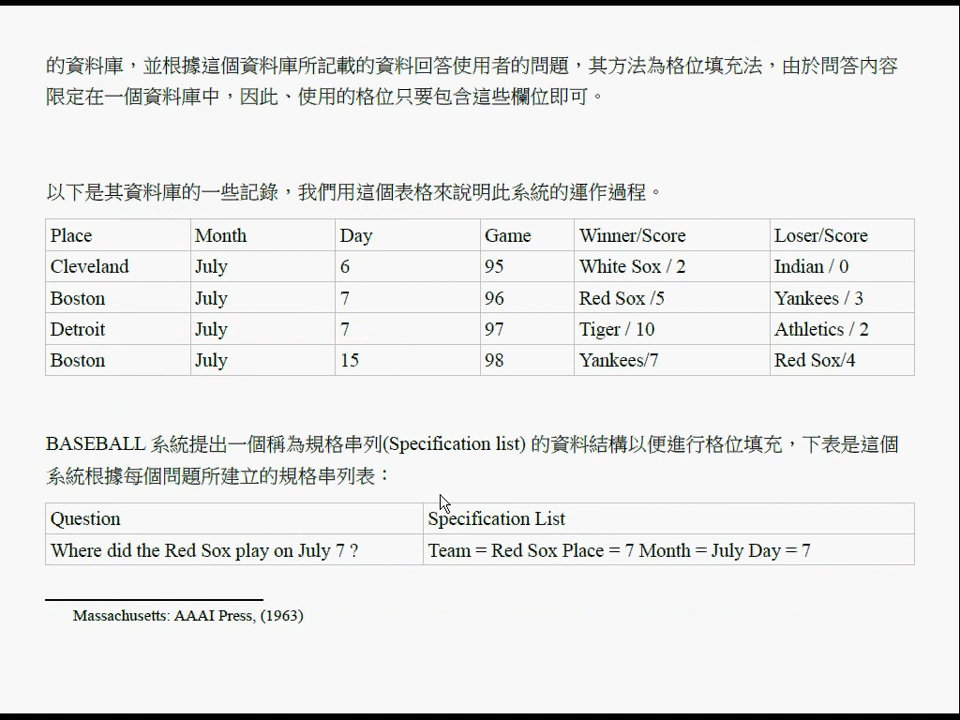 的資料庫，並根據這個資料庫所記載的資料回答使用者的問題，其方法為格位填充法，由於問答內容
限定在一個資料庫中，因此、使用的格位只要包含這些欄位即可。
以下是其資料庫的一些記錄，我們用這個表格來說明此系統的運作過程。
Place Month Day Game Winner/Score Loser/Score
Cleveland July 6 95 White Sox / 2 Indian / 0
Boston July 7 96 Red Sox /5 Yankees / 3
Detroit July 7 97 Tiger / 10 Athletics / 2
Boston July 15 98 Yankees/7 Red Sox/4
BASEBALL 系統提出一個稱為規格串列(Specification list) 的資料結構以便進行格位填充，下表是這個
系統根據每個問題所建立的規格串列表：
Question Specification List
Where did the Red Sox play on July 7 ? Team = Red Sox Place = 7 Month = July Day = 7
Massachusetts: AAAI Press, (1963)